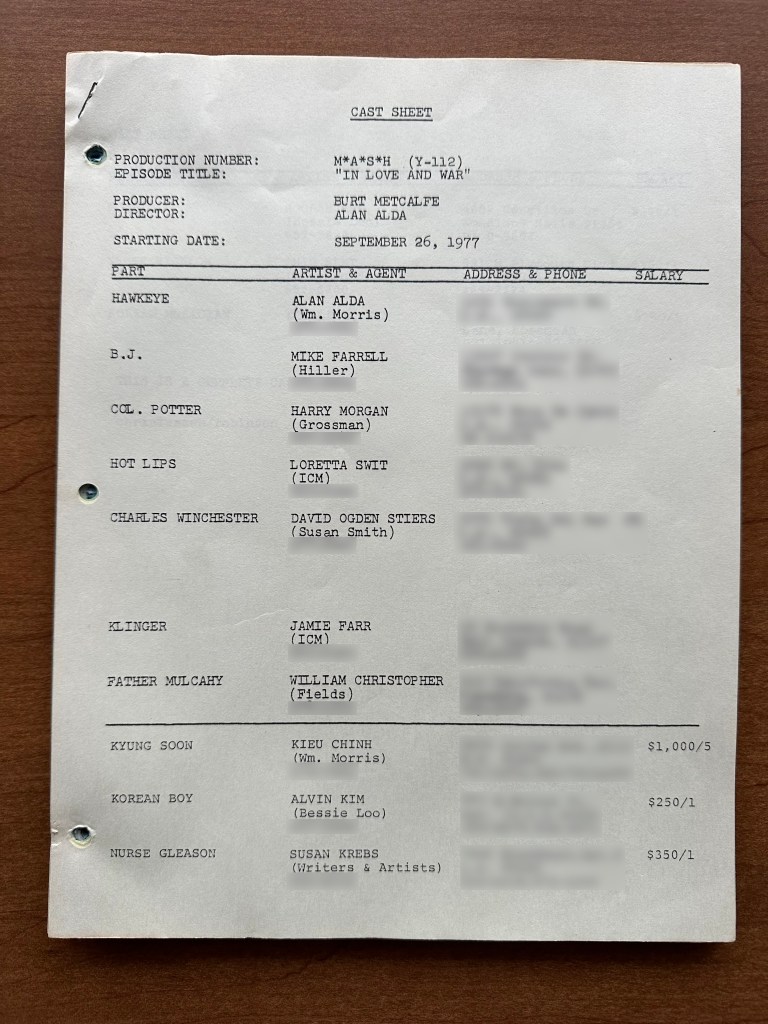 CAST SHEET
PRODUCTION NUMBER: M*A*S*H (Y-112)
EPISODE TITLE: "IN LOVE AND WAR"
PRODUCER: BURT METCALFE
DIRECTOR: ALAN ALDA
STARTING DATE: SEPTEMBER 26, 1977
PART ARTIST & AGENT ADDRESS & PHONE SALARY
HAWKEYE ALAN ALDA
(Wm. Morris)
B.J. MIKE FARRELL
(Hiller)
COL. POTTER HARRY MORGAN
(Grossman)
HOT LIPS LORETTA SWIT
(ICM)
CHARLES WINCHESTER DAVID OGDEN STIERS
(Susan Smith)
KLINGER JAMIE FARR
(ICM)
FATHER MULCAHY WILLIAM CHRISTOPHER
(Fields)
KYUNG SOON KIEU CHINH $1,000/5
(Wm. Morris)
KOREAN BOY ALVIN KIM $250/1
(Bessie Loo)
NURSE GLEASON SUSAN KREBS $350/1
(Writers & Artists)